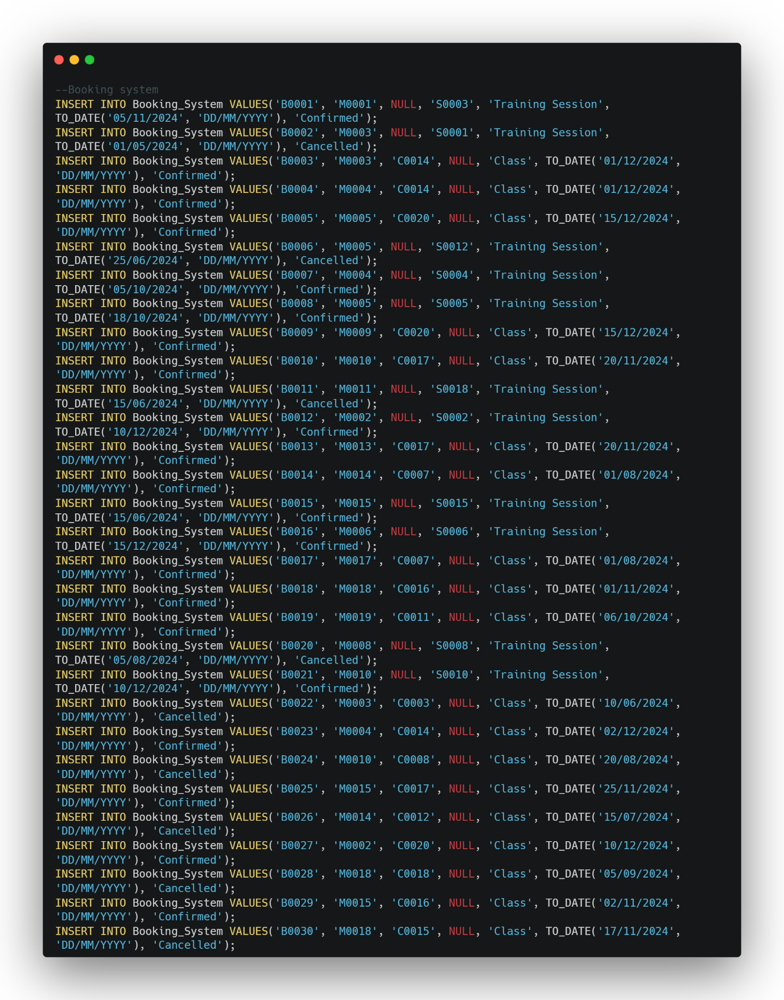 --Booking system
INSERT INTO Booking_System VALUES('B0001', 'M0001', NULL, 'S0003', 'Training Session',
TO_DATE('05/11/2024', 'DD/MM/YYYY'), 'Confirmed');
INSERT INTO Booking_System VALUES('B0002', 'M0003', NULL, 'S0001', 'Training Session',
TO_DATE('01/05/2024', 'DD/MM/YYYY'), 'Cancelled');
INSERT INTO Booking_System VALUES('B0003', 'M0003', 'C0014', NULL, 'Class', TO_DATE('01/12/2024',
'DD/MM/YYYY'), 'Confirmed');
INSERT INTO Booking_System VALUES('B0004', 'M0004', 'C0014', NULL, 'Class', TO_DATE('01/12/2024',
'DD/MM/YYYY'), 'Confirmed');
INSERT INTO Booking_System VALUES('B0005', 'M0005', 'C0020', NULL, 'Class', TO_DATE('15/12/2024',
'DD/MM/YYYY'), 'Confirmed');
INSERT INTO Booking_System VALUES('B0006', 'M0005', NULL, 'S0012', 'Training Session',
TO_DATE('25/06/2024', 'DD/MM/YYYY'), 'Cancelled');
INSERT INTO Booking_System VALUES('B0007', 'M0004', NULL, 'S0004', 'Training Session',
TO_DATE('05/10/2024', 'DD/MM/YYYY'), 'Confirmed');
INSERT INTO Booking_System VALUES('B0008', 'M0005', NULL, 'S0005', 'Training Session',
TO_DATE('18/10/2024', 'DD/MM/YYYY'), 'Confirmed');
INSERT INTO Booking_System VALUES('B0009', 'M0009', 'C0020', NULL, 'Class', TO_DATE('15/12/2024',
'DD/MM/YYYY'), 'Confirmed');
INSERT INTO Booking_System VALUES('B0010', 'M0010', 'C0017', NULL, 'Class', TO_DATE('20/11/2024',
'DD/MM/YYYY'), 'Confirmed');
INSERT INTO Booking_System VALUES('B0011', 'M0011', NULL, 'S0018', 'Training Session',
TO_DATE('15/06/2024', 'DD/MM/YYYY'), 'Cancelled');
INSERT INTO Booking_System VALUES('B0012', 'M0002', NULL, 'S0002', 'Training Session',
TO_DATE('10/12/2024', 'DD/MM/YYYY'), 'Confirmed');
INSERT INTO Booking_System VALUES('B0013', 'M0013', 'C0017', NULL, 'Class', TO_DATE('20/11/2024',
'DD/MM/YYYY'), 'Confirmed');
INSERT INTO Booking_System VALUES('B0014', 'M0014', 'C0007', NULL, 'Class', TO_DATE('01/08/2024',
'DD/MM/YYYY'), 'Confirmed');
INSERT INTO Booking_System VALUES('B0015', 'M0015', NULL, 'S0015', 'Training Session',
TO_DATE('15/06/2024', 'DD/MM/YYYY'), 'Confirmed');
INSERT INTO Booking_System VALUES('B0016', 'M0006', NULL, 'S0006', 'Training Session',
TO_DATE('15/12/2024', 'DD/MM/YYYY'), 'Confirmed');
INSERT INTO Booking_System VALUES('B0017', 'M0017', 'C0007', NULL, 'Class', TO_DATE('01/08/2024',
'DD/MM/YYYY'), 'Confirmed');
INSERT INTO Booking_System VALUES('B0018', 'M0018', 'C0016', NULL, 'Class', TO_DATE('01/11/2024',
'DD/MM/YYYY'), 'Confirmed');
INSERT INTO Booking_System VALUES('B0019', 'M0019', 'C0011', NULL, 'Class', TO_DATE('06/10/2024',
'DD/MM/YYYY'), 'Confirmed');
INSERT INTO Booking_System VALUES('B0020', 'M0008', NULL, 'S0008', 'Training Session',
TO_DATE('05/08/2024', 'DD/MM/YYYY'), 'Cancelled');
INSERT INTO Booking_System VALUES('B0021', 'M0010', NULL, 'S0010', 'Training Session',
TO_DATE('10/12/2024', 'DD/MM/YYYY'), 'Confirmed');
INSERT INTO Booking_System VALUES('B0022', 'M0003', 'C0003', NULL, 'Class', TO_DATE('10/06/2024',
'DD/MM/YYYY'), 'Cancelled');
INSERT INTO Booking_System VALUES('B0023', 'M0004', 'C0014', NULL, 'Class', TO_DATE('02/12/2024',
'DD/MM/YYYY'), 'Confirmed');
INSERT INTO Booking_System VALUES('B0024', 'M0010', 'C0008', NULL, 'Class', TO_DATE('20/08/2024',
'DD/MM/YYYY'), 'Cancelled');
INSERT INTO Booking_System VALUES('B0025', 'M0015', 'C0017', NULL, 'Class', TO_DATE('25/11/2024',
'DD/MM/YYYY'), 'Confirmed');
INSERT INTO Booking_System VALUES('B0026', 'M0014', 'C0012', NULL, 'Class', TO_DATE('15/07/2024',
'DD/MM/YYYY'), 'Cancelled');
INSERT INTO Booking_System VALUES('B0027', 'M0002', 'C0020', NULL, 'Class', TO_DATE('10/12/2024',
'DD/MM/YYYY'), 'Confirmed');
INSERT INTO Booking_System VALUES('B0028', 'M0018', 'C0018', NULL, 'Class', TO_DATE('05/09/2024',
'DD/MM/YYYY'), 'Cancelled');
INSERT INTO Booking_System VALUES('B0029', 'M0015', 'C0016', NULL, 'Class', TO_DATE('02/11/2024',
'DD/MM/YYYY'), 'Confirmed');
INSERT INTO Booking_System VALUES('B0030', 'M0018', 'C0015', NULL, 'Class', TO_DATE('17/11/2024',
'DD/MM/YYYY'), 'Cancelled');